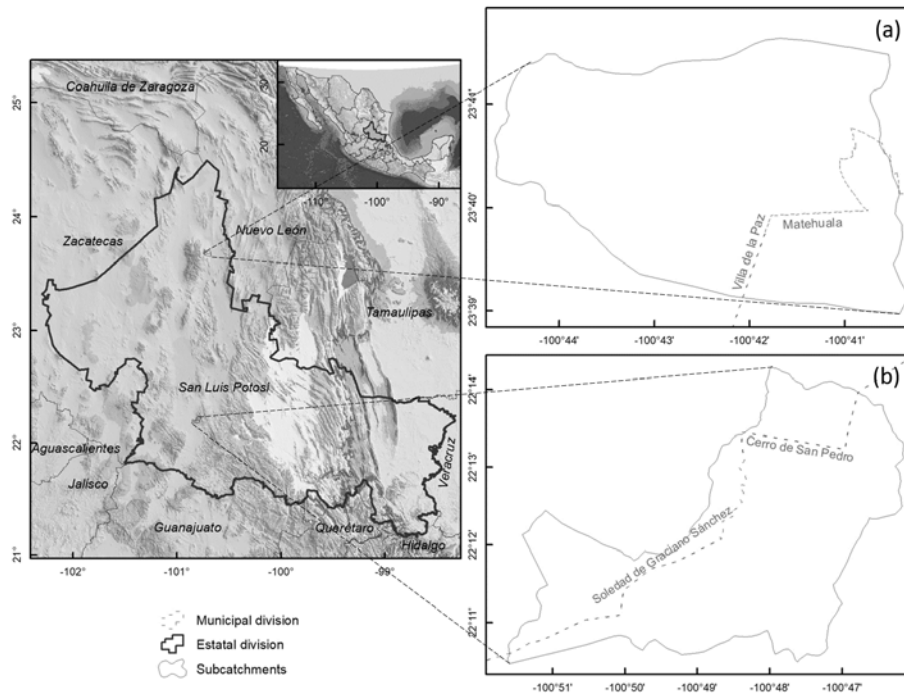 Coahuila de Zaragoza
Zacatecas
Nuevo León
Tamaulipas
San Luis Potosí
Aguascalientes
Jalisco
Guanajuato
Querétaro
Hidalgo
Veracruz
25°
24°
23°
22°
21°
-102°
-101°
-100°
-99°
30°
20°
-110°
-100°
-90°
(a)
23°41'
23°40'
23°39'
Villa de la Paz
Matehuala
-100°44'
-100°43'
-100°42'
-100°41'
(b)
22°14'
22°13'
22°12'
22°11'
Cerro de San Pedro
Soledad de Graciano Sánchez
-100°51'
-100°50'
-100°49'
-100°48'
-100°47'
Municipal division
Estatal division
Subcatchments